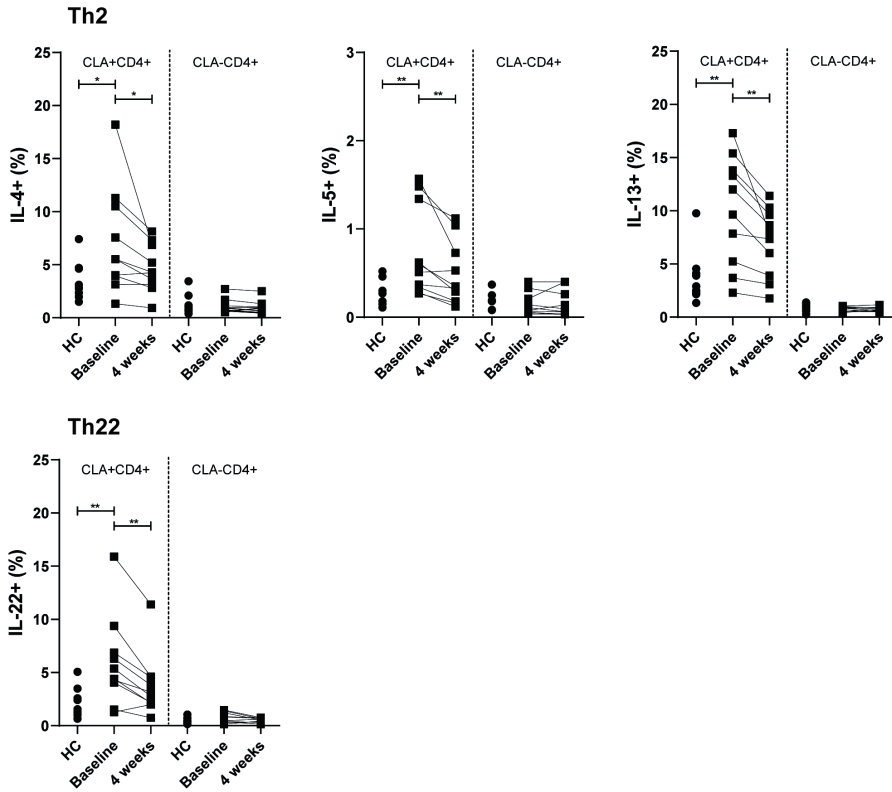 Th2
IL-4+ (%)
25
20
15
10
5
0
CLA+CD4+
CLA-CD4+
*
*
HC
Baseline
4 weeks
HC
Baseline
4 weeks
IL-5+ (%)
3
2
1
0
CLA+CD4+
CLA-CD4+
**
**
HC
Baseline
4 weeks
HC
Baseline
4 weeks
IL-13+ (%)
25
20
15
10
5
0
CLA+CD4+
CLA-CD4+
**
**
HC
Baseline
4 weeks
HC
Baseline
4 weeks
Th22
IL-22+ (%)
25
20
15
10
5
0
CLA+CD4+
CLA-CD4+
**
**
HC
Baseline
4 weeks
HC
Baseline
4 weeks